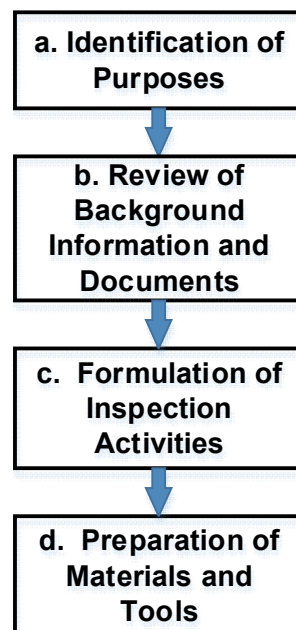 a. Identification of
Purposes
b. Review of
Background
Information and
Documents
c. Formulation of
Inspection
Activities
d. Preparation of
Materials and
Tools